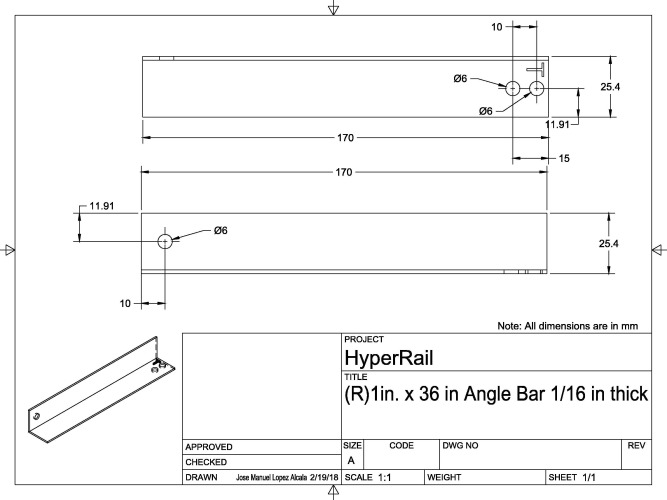 10
Ø6
25.4
Ø6
11.91
170
15
170
11.91
Ø6
25.4
10
Note: All dimensions are in mm
PROJECT
HyperRail
TITLE
(R)1in. x 36 in Angle Bar 1/16 in thick
APPROVED
SIZE
CODE
DWG NO
REV
CHECKED
A
DRAWN Jose Manuel Lopez Alcala 2/19/18
SCALE 1:1
WEIGHT
SHEET 1/1